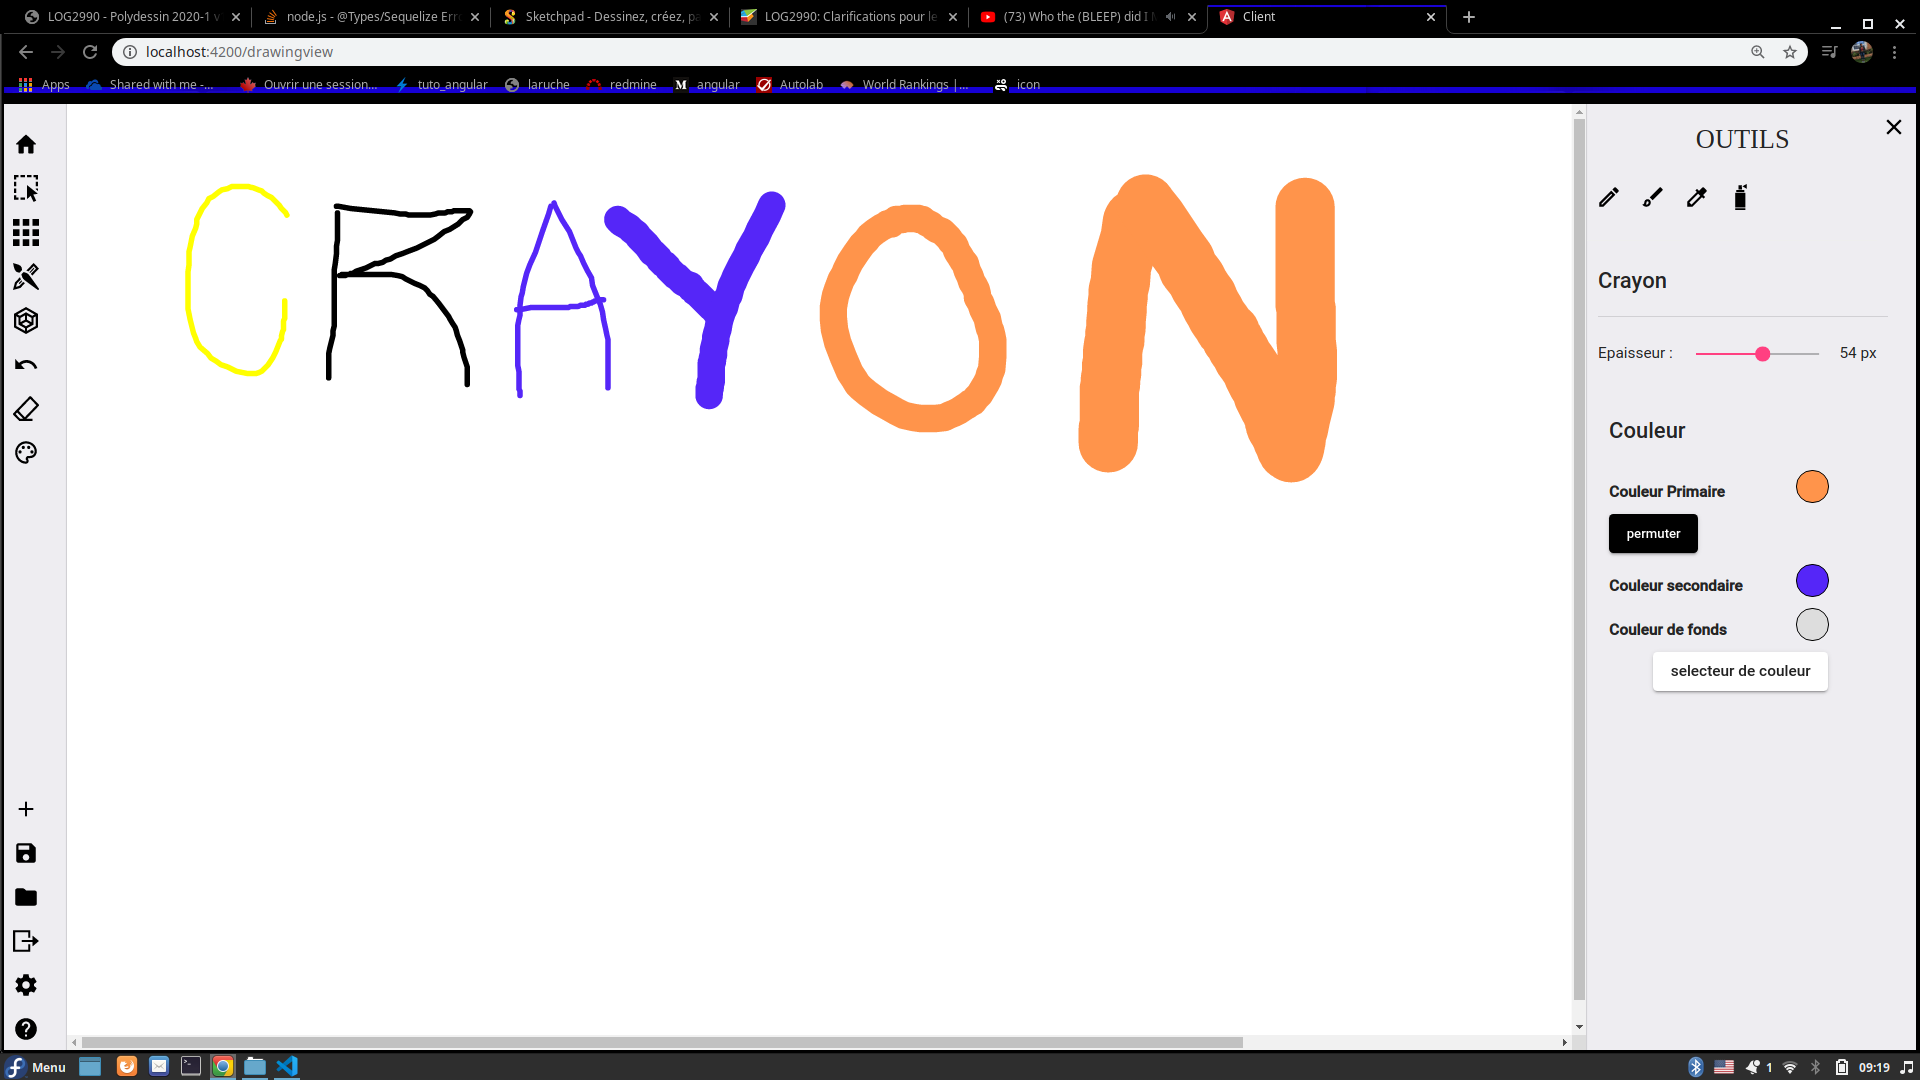 LOG2990 - Polydessin 2020-1 v
node.js - @Types/Sequelize Err
Sketchpad - Dessinez, créez, pa
LOG2990: Clarifications pour le
(73) Who the (BLEEP) did I M
Client
localhost:4200/drawingview
Apps
Shared with me -...
Ouvrir une session...
tuto_angular
laruche
redmine
angular
Autolab
World Rankings |...
icon
CRAYON
OUTILS
Crayon
Epaisseur :
54 px
Couleur
Couleur Primaire
permuter
Couleur secondaire
Couleur de fonds
selecteur de couleur
Menu
1
09:19